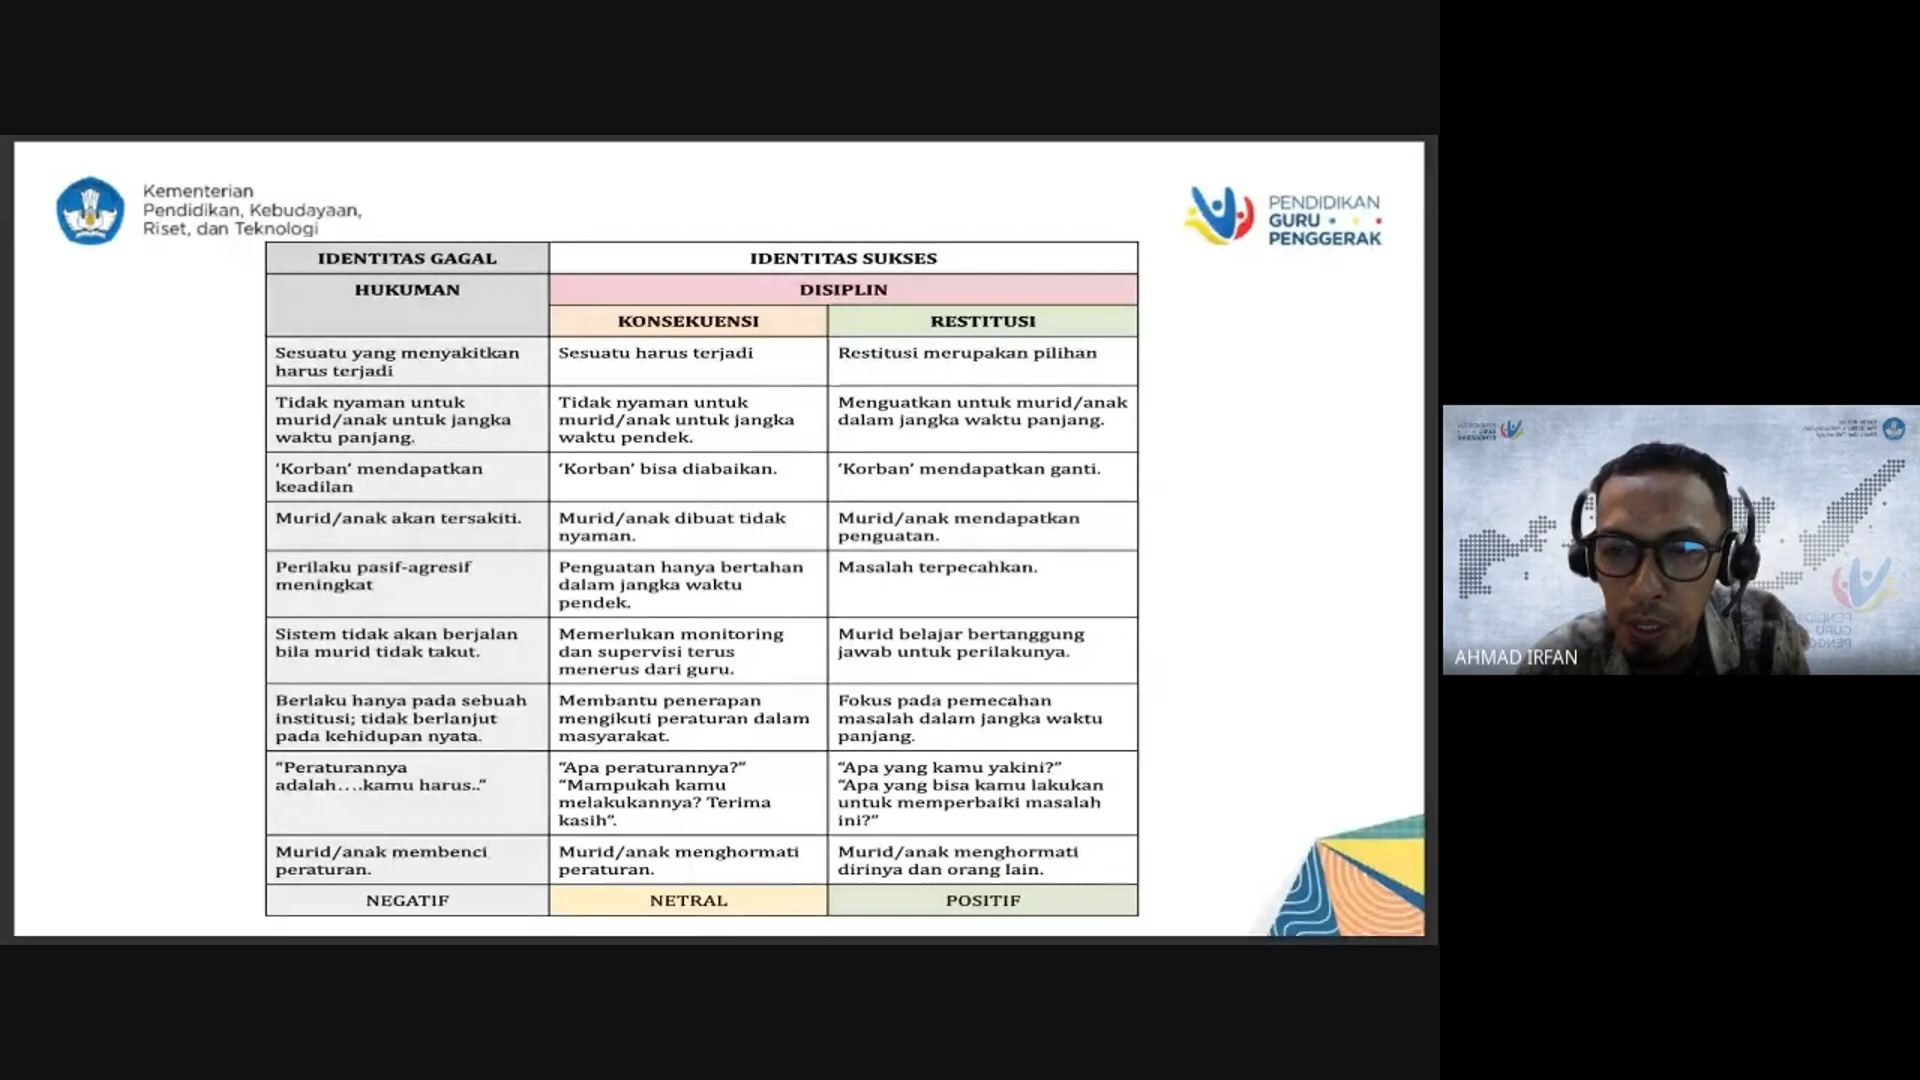 Kementerian
Pendidikan, Kebudayaan,
Riset, dan Teknologi
PENDIDIKAN
GURU
PENGGERAK
IDENTITAS GAGAL
IDENTITAS SUKSES
HUKUMAN
DISIPLIN
KONSEKUENSI
RESTITUSI
Sesuatu yang menyakitkan
harus terjadi
Sesuatu harus terjadi
Restitusi merupakan pilihan
Tidak nyaman untuk
murid/anak untuk jangka
waktu panjang.
Tidak nyaman untuk
murid/anak untuk jangka
waktu pendek.
Menguatkan untuk murid/anak
dalam jangka waktu panjang.
‘Korban’ mendapatkan
keadilan
‘Korban’ bisa diabaikan.
‘Korban’ mendapatkan ganti.
Murid/anak akan tersakiti.
Murid/anak dibuat tidak
nyaman.
Murid/anak mendapatkan
penguatan.
Perilaku pasif-agresif
meningkat
Penguatan hanya bertahan
dalam jangka waktu
pendek.
Masalah terpecahkan.
Sistem tidak akan berjalan
bila murid tidak takut.
Memerlukan monitoring
dan supervisi terus
menerus dari guru.
Murid belajar bertanggung
jawab untuk perilakunya.
Berlaku hanya pada sebuah
institusi; tidak berlanjut
pada kehidupan nyata.
Membantu penerapan
mengikuti peraturan dalam
masyarakat.
Fokus pada pemecahan
masalah dalam jangka waktu
panjang.
“Peraturannya
adalah….kamu harus..”
“Apa peraturannya?”
“Mampukah kamu
melakukannya? Terima
kasih”.
“Apa yang kamu yakini?”
“Apa yang bisa kamu lakukan
untuk memperbaiki masalah
ini?”
Murid/anak membenci
peraturan.
Murid/anak menghormati
peraturan.
Murid/anak menghormati
dirinya dan orang lain.
NEGATIF
NETRAL
POSITIF
AHMAD IRFAN